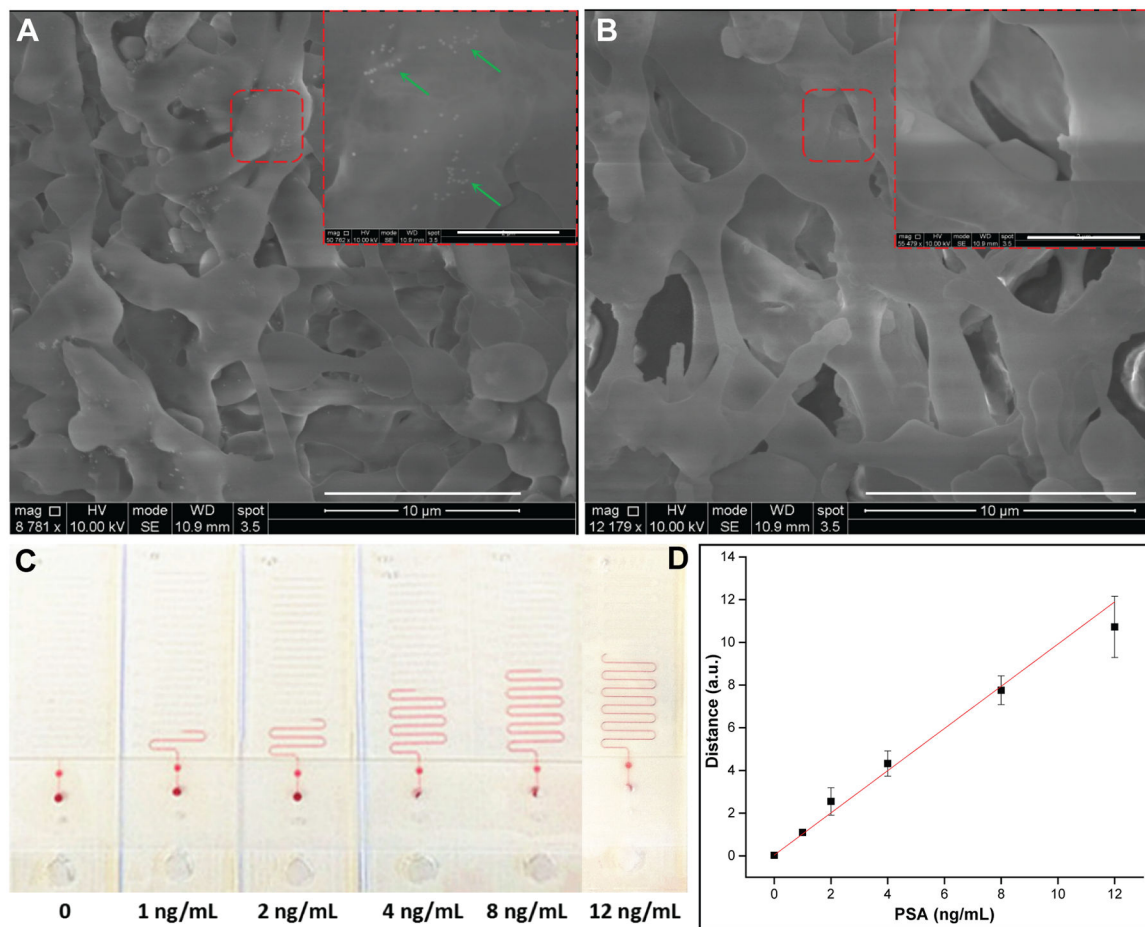 A
mag □ HV mode WD spot
50 762 x 10.00 kV SE 10.9 mm 3.5
mag □ HV mode WD spot
8 781 x 10.00 kV SE 10.9 mm 3.5
10 µm
B
mag □ HV mode WD spot
55 479 x 10.00 kV SE 10.9 mm 3.5
mag □ HV mode WD spot
12 179 x 10.00 kV SE 10.9 mm 3.5
10 µm
C
0 1 ng/mL 2 ng/mL 4 ng/mL 8 ng/mL 12 ng/mL
D
Distance (a.u.)
14
12
10
8
6
4
2
0
0 2 4 6 8 10 12
PSA (ng/mL)